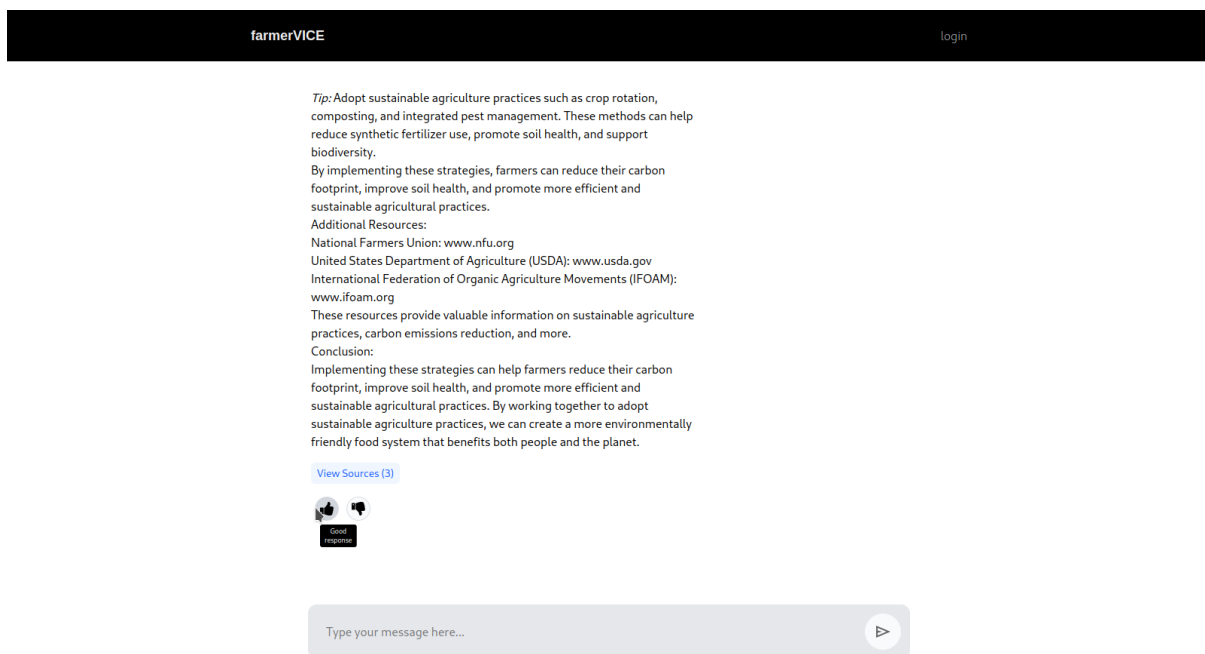 farmerVICE
login
Tip: Adopt sustainable agriculture practices such as crop rotation,
composting, and integrated pest management. These methods can help
reduce synthetic fertilizer use, promote soil health, and support
biodiversity.
By implementing these strategies, farmers can reduce their carbon
footprint, improve soil health, and promote more efficient and
sustainable agricultural practices.
Additional Resources:
National Farmers Union: www.nfu.org
United States Department of Agriculture (USDA): www.usda.gov
International Federation of Organic Agriculture Movements (IFOAM):
www.ifoam.org
These resources provide valuable information on sustainable agriculture
practices, carbon emissions reduction, and more.
Conclusion:
Implementing these strategies can help farmers reduce their carbon
footprint, improve soil health, and promote more efficient and
sustainable agricultural practices. By working together to adopt
sustainable agriculture practices, we can create a more environmentally
friendly food system that benefits both people and the planet.
View Sources (3)
Good
response
Type your message here...